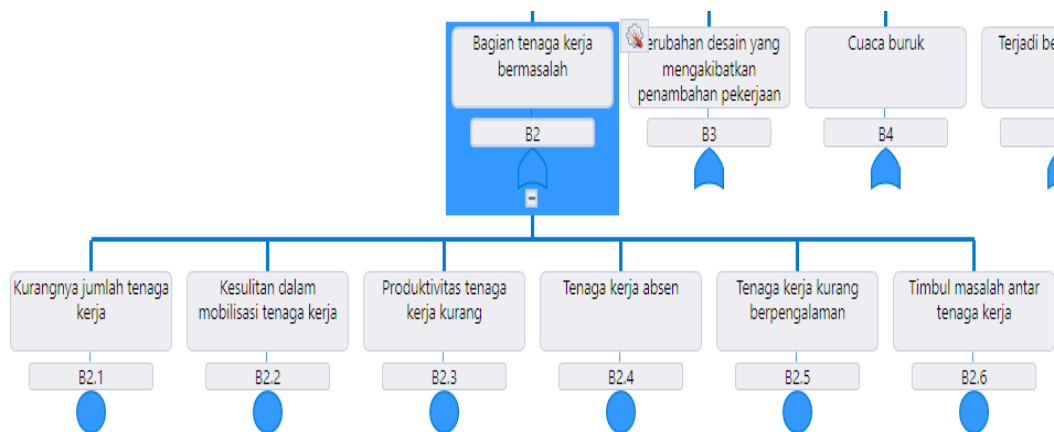 Bagian tenaga kerja
bermasalah
B2
erubahan desain yang
mengakibatkan
penambahan pekerjaan
B3
Cuaca buruk
B4
Terjadi be
Kurangnya jumlah tenaga
kerja
B2.1
Kesulitan dalam
mobilisasi tenaga kerja
B2.2
Produktivitas tenaga
kerja kurang
B2.3
Tenaga kerja absen
B2.4
Tenaga kerja kurang
berpengalaman
B2.5
Timbul masalah antar
tenaga kerja
B2.6